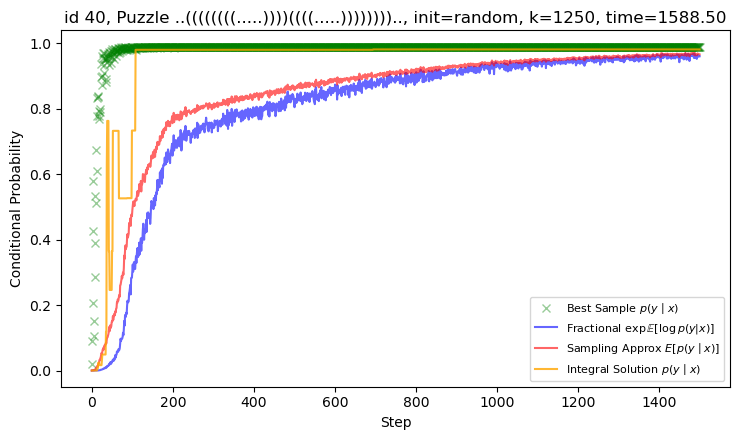 id 40, Puzzle ..((((((((.....))))((((.....)))))))).., init=random, k=1250, time=1588.50
Conditional Probability
1.0
0.8
0.6
0.4
0.2
0.0
0 200 400 600 800 1000 1200 1400
Step
Best Sample p(y | x)
Fractional exp 𝔼[log p(y|x)]
Sampling Approx E[p(y | x)]
Integral Solution p(y | x)